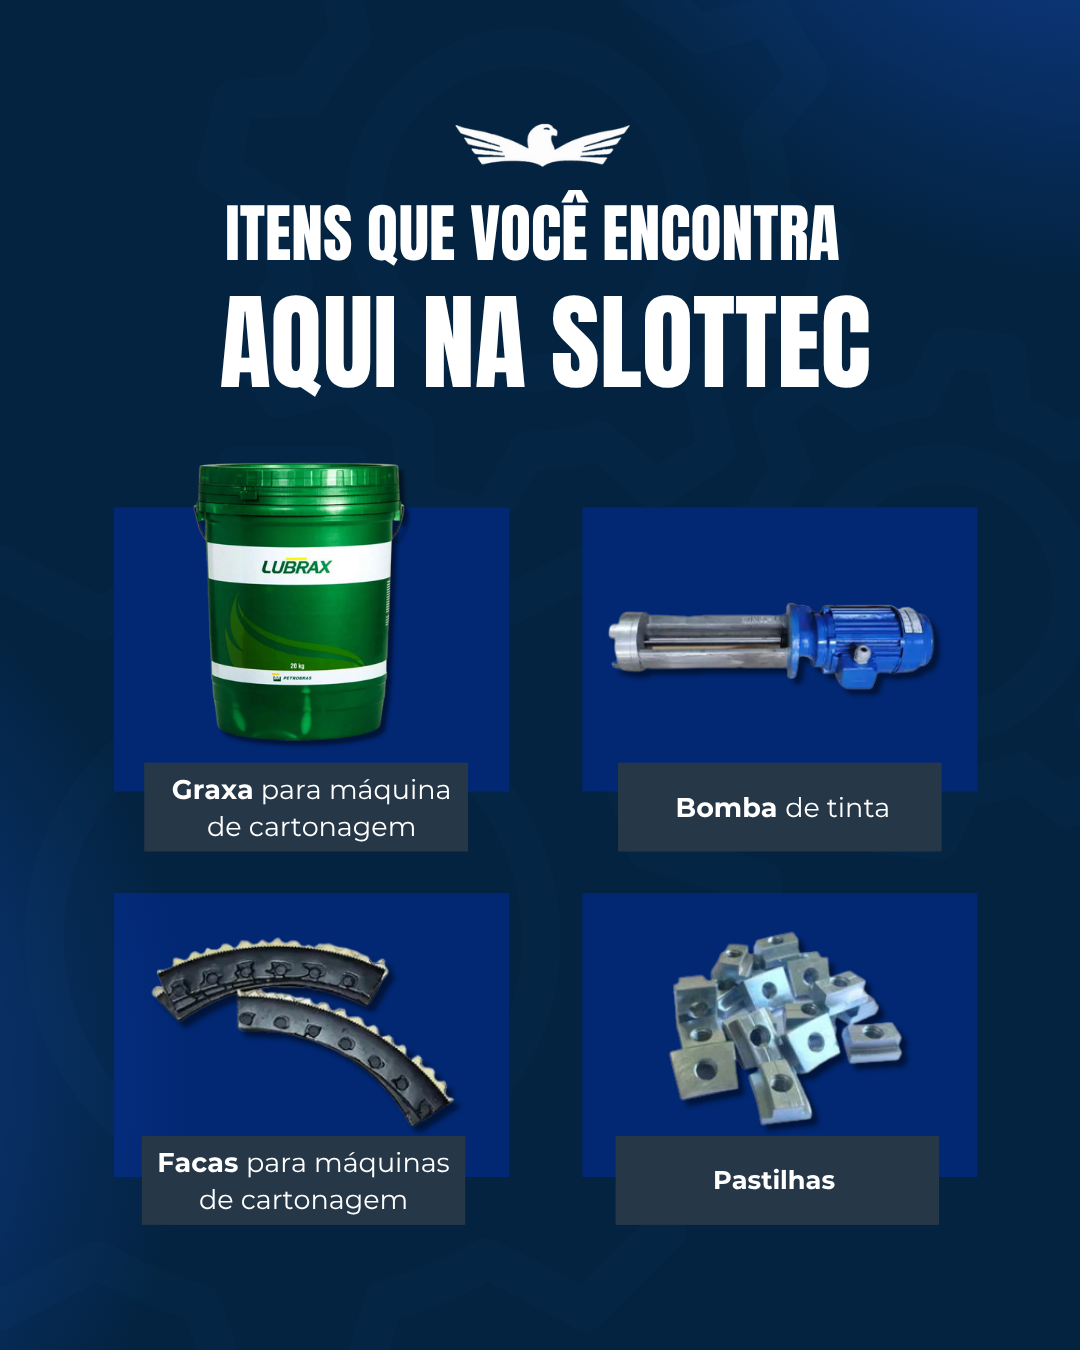 ITENS QUE VOCÊ ENCONTRA
AQUI NA SLOTTEC
LUBRAX
20 kg
PETROBRAS
Graxa para máquina
de cartonagem
Bomba de tinta
Facas para máquinas
de cartonagem
Pastilhas